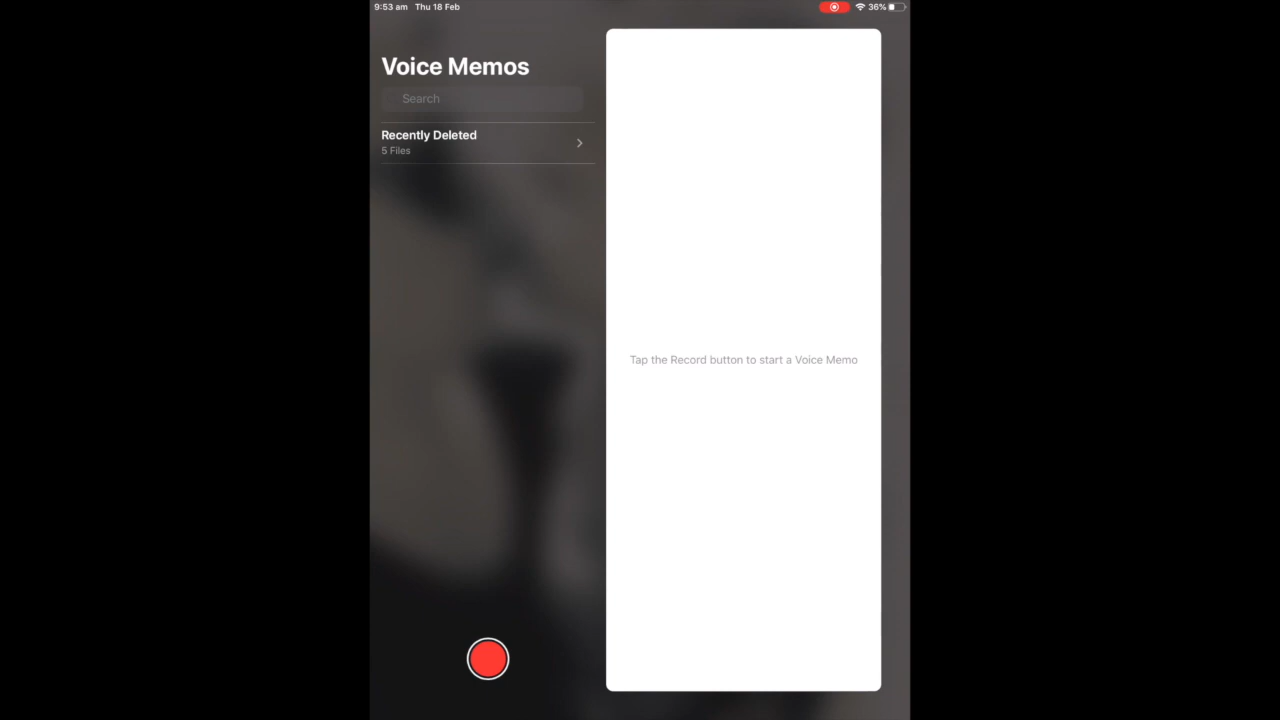 9:53 am Thu 18 Feb
36%
Voice Memos
Search
Recently Deleted
5 Files
Tap the Record button to start a Voice Memo